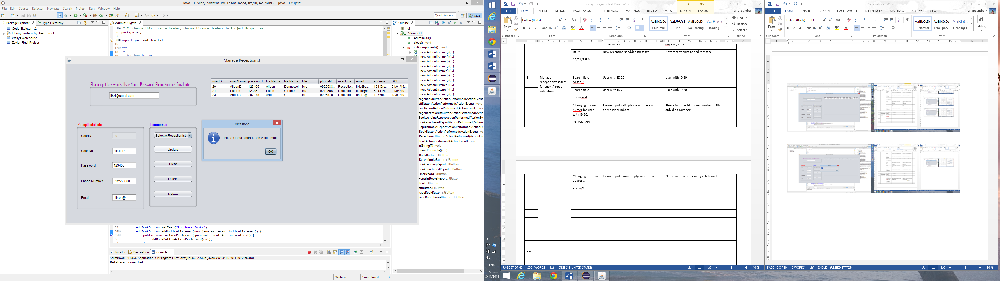 Java - Library_System_by_Team_Root/src/ui/AdiminGUI.java - Eclipse
File Edit Source Refactor Navigate Search Project Run Window Help
Quick Access
Java
Package Explorer
Type Hierarchy
Code_Skeleton_v2
Library_System_by_Team_Root
Wallys Warehouse
Zavier_Final_Project
AdiminGUI.java
2 * To change this license header, choose License Headers in Project Properties.
6 package ui;
7
8 import java.awt.Toolkit;
16
17 /**
18 *
19 * @author leiz03
Outline
ui
AdiminGUI
AdiminGUI()
close() : void
initComponents() : void
new ActionListener() {...}
new ActionListener() {...}
new ActionListener() {...}
new ActionListener() {...}
new ActionListener() {...}
new ActionListener() {...}
new ActionListener() {...}
new ActionListener() {...}
new ActionListener() {...}
new ActionListener() {...}
nageBookButtonActionPerformed(ActionEvent
offButtonActionPerformed(ActionEvent) : void
FineRecordActionPerformed(ActionEvent) : vo
nageReceptionistButtonActionPerformed(Actio
BookLendingReportActionPerformed(ActionEv
BookPurchasedReportActionPerformed(ActionE
PopularBooksReportActionPerformed(ActionEv
BookButtonActionPerformed(ActionEvent) : vo
ReceptionistButtonActionPerformed(ActionEve
ton1ActionPerformed(ActionEvent) : void
n(String[]) : void
new Runnable() {...}
BookButton : JButton
ReceptionistButton : JButton
BookLendingReport : JButton
BookPurchasedReport : JButton
FineRecord : JButton
PopularBooksReport : JButton
ton1 : JButton
offButton : JButton
nageBookButton : JButton
nageReceptionistButton : JButton
Manage Receptionist
Please input key words: User Name, Password, Phone Number, Email, etc
llkkl@gmail.com
userID userName password firstName lastName title phoneN... userType email address DOB
20 AlisonD 123456 Alison Donnowel Mrs 0925588... Receptio... llkkl@g... 124 Gre... 01/01/19...
21 Leighc 12345 Leigh Cooper Mrs 0213586... Receptio... leigc@p... 58 St Pet... 01/04/19...
23 AndreB 787878 Andre C Mr 0926878... Receptio... andre@... 19 Whet... 12/01/19...
Receptionist Info
UserID 20
User Na... AlisonD
Password 123456
Phone Number 092558888
Email alison@
Commands
Select A Receptionist
Update
Clear
Delete
Return
Message
Please input a non-empty valid email
OK
63 addBookButton.setText("Purchase Books");
64 addBookButton.addActionListener(new java.awt.event.ActionListener() {
65 public void actionPerformed(java.awt.event.ActionEvent evt) {
66 addBookButtonActionPerformed(evt);
Javadoc Declaration Console
AdiminGUI (2) [Java Application] C:\Program Files\Java\jre1.8.0_20\bin\javaw.exe (3/11/2014 10:22:56 am)
Database connected
Writable Smart Insert 30 : 5
ENG
10:50 a.m.
3/11/2014
Library program Test Plan - Word
TABLE TOOLS
FILE HOME INSERT DESIGN PAGE LAYOUT REFERENCES MAILINGS REVIEW VIEW DESIGN LAYOUT
andre andre
Paste
Calibri (Body) 9
AaBbCcDc AaBbCcl AaBbCcDc AaBbCc
¶ Normal Title No Spacing Heading 1
Find
Replace
Select
Clipboard Font Paragraph Styles Editing
DOB: New receptionist added message New receptionist added message
12/01/1986
8. Manage receptionist search function / input validation
Search field: AlisonD User with ID 20 User with ID 20
Search field: donnowel User with ID 20 User with ID 20
Changing phone numer for user with ID 20: -092568799
Please input valid phone numbers with only digit numbers
Please input valid phone numbers with only digit numbers
Changing an email address: alison@
Please input a non-empty valid email
Please input a non-empty valid email
9.
10.
PAGE 37 OF 40 2081 WORDS ENGLISH (UNITED STATES) 110 %
Sceenshots - Word
FILE HOME INSERT DESIGN PAGE LAYOUT REFERENCES MAILINGS REVIEW VIEW
andre andre
Paste
Calibri (Body) 11
AaBbCcDc AaBbCcDc AaBbCc
¶ Normal ¶ No Spac... Heading 1
Editing
Clipboard Font Paragraph Styles
PAGE 10 OF 10 8 WORDS ENGLISH (UNITED STATES) 110 %